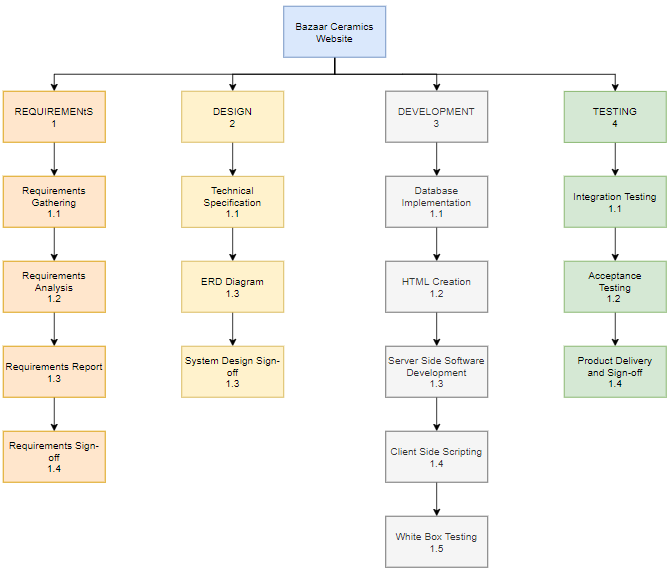 Bazaar Ceramics
Website
REQUIREMENtS
1
DESIGN
2
DEVELOPMENT
3
TESTING
4
Requirements
Gathering
1.1
Technical
Specification
1.1
Database
Implementation
1.1
Integration Testing
1.1
Requirements
Analysis
1.2
ERD Diagram
1.3
HTML Creation
1.2
Acceptance
Testing
1.2
Requirements Report
1.3
System Design Sign-
off
1.3
Server Side Software
Development
1.3
Product Delivery
and Sign-off
1.4
Requirements Sign-
off
1.4
Client Side Scripting
1.4
White Box Testing
1.5